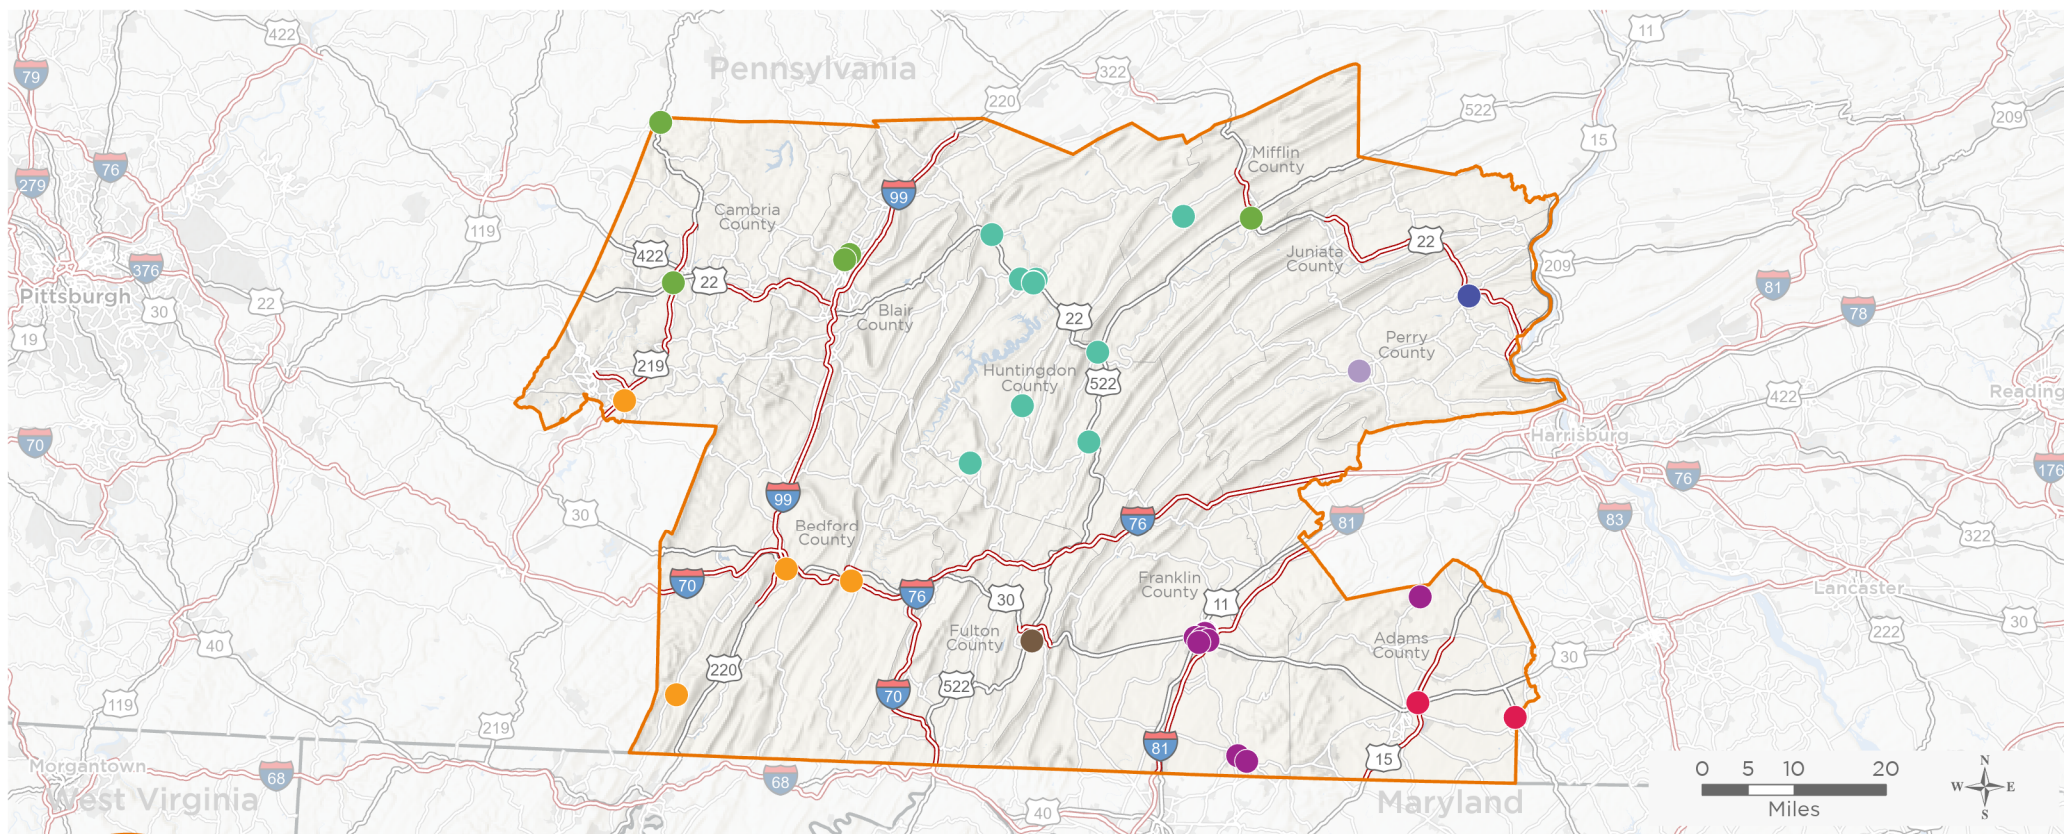 422
11
79
Pennsylvania
322
220
522
209
15
76
279
Mifflin
County
99
Cambria
County
119
422
22
22
Juniata
County
209
376
22
81
Pittsburgh
30
22
78
19
Blair
County
Perry
County
219
Huntingdon
County
522
422
Reading
70
Harrisburg
76
176
99
30
76
81
83
Bedford
County
322
70
76
30
Franklin
County
11
Lancaster
30
Fulton
County
Adams
County
222
40
30
220
522
70
119
219
81
15
Morgantown
68
68
0 5 10 20
Miles
N
W E
S
West Virginia
Maryland
40